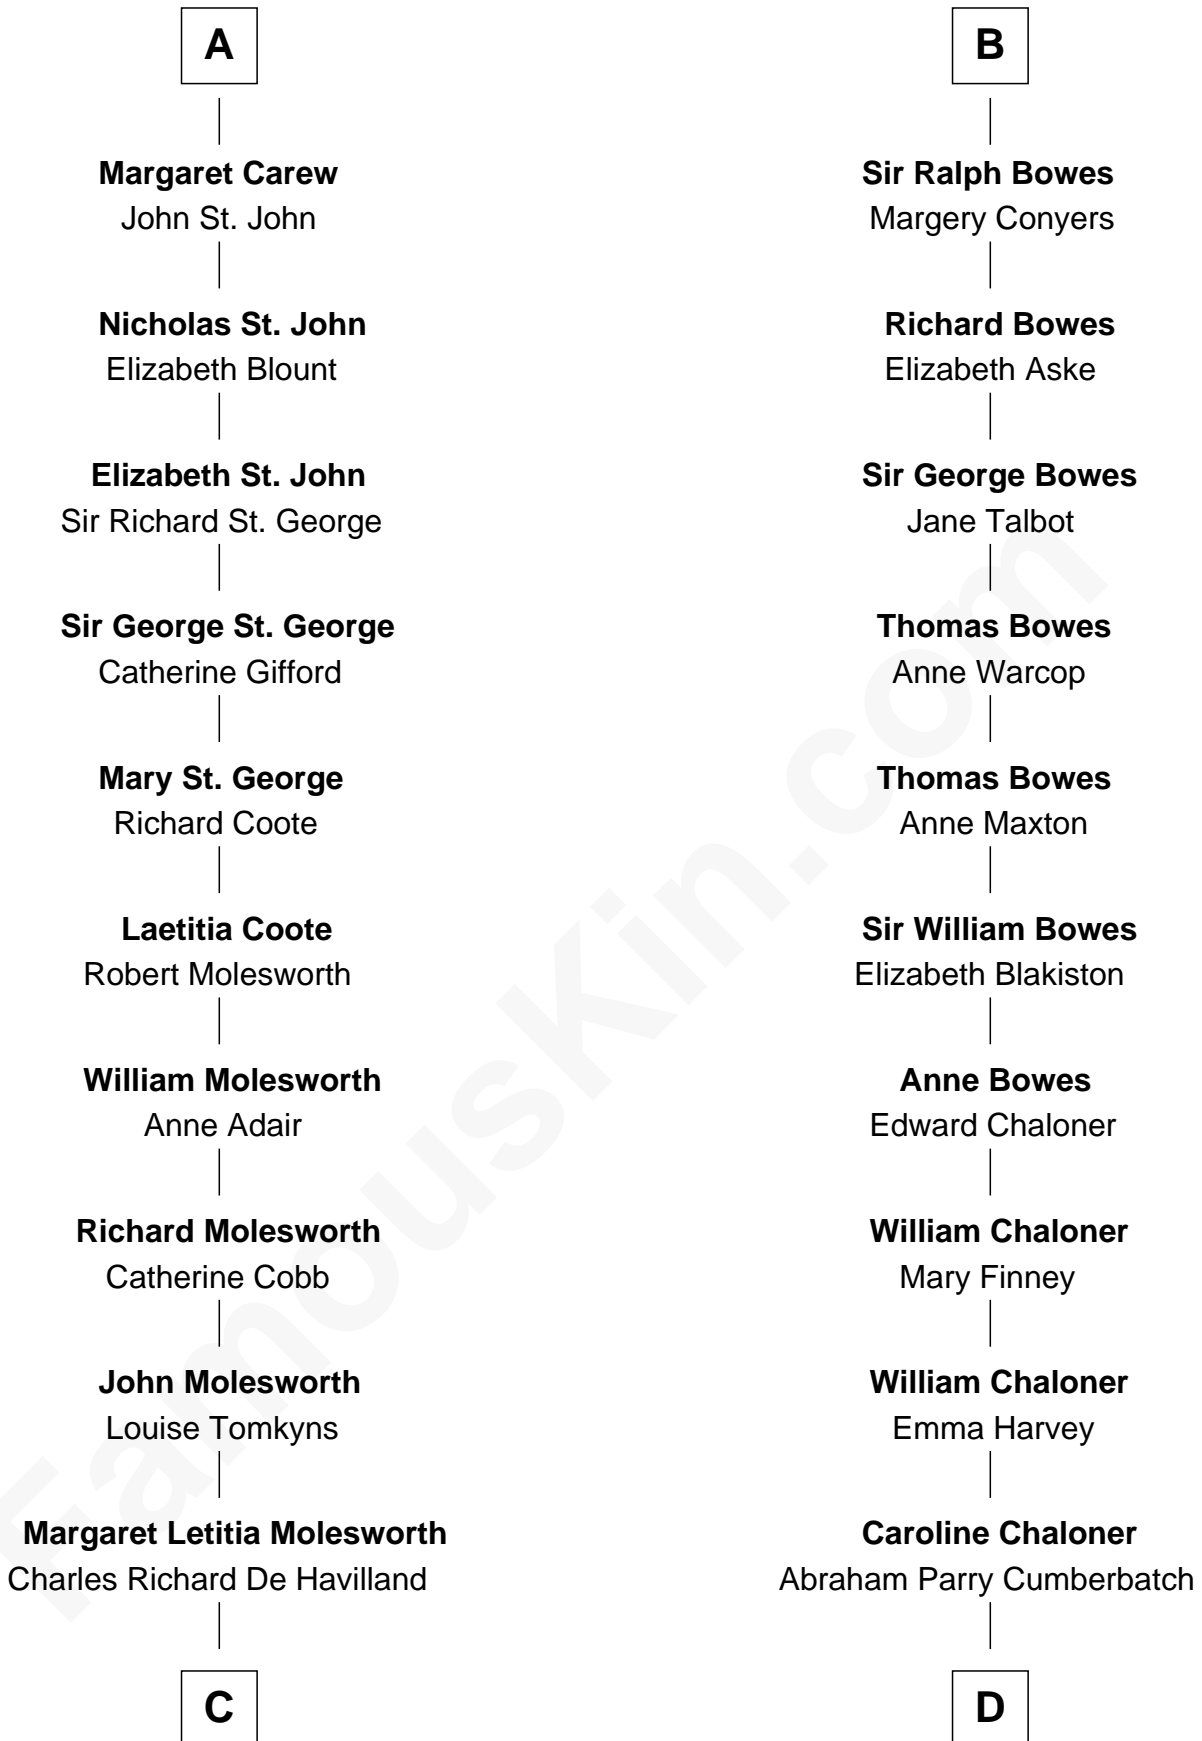 A
Margaret Carew
John St. John
Nicholas St. John
Elizabeth Blount
Elizabeth St. John
Sir Richard St. George
Sir George St. George
Catherine Gifford
Mary St. George
Richard Coote
Laetitia Coote
Robert Molesworth
William Molesworth
Anne Adair
Richard Molesworth
Catherine Cobb
John Molesworth
Louise Tomkyns
Margaret Letitia Molesworth
Charles Richard De Havilland
C
B
Sir Ralph Bowes
Margery Conyers
Richard Bowes
Elizabeth Aske
Sir George Bowes
Jane Talbot
Thomas Bowes
Anne Warcop
Thomas Bowes
Anne Maxton
Sir William Bowes
Elizabeth Blakiston
Anne Bowes
Edward Chaloner
William Chaloner
Mary Finney
William Chaloner
Emma Harvey
Caroline Chaloner
Abraham Parry Cumberbatch
D
FamousKin.com